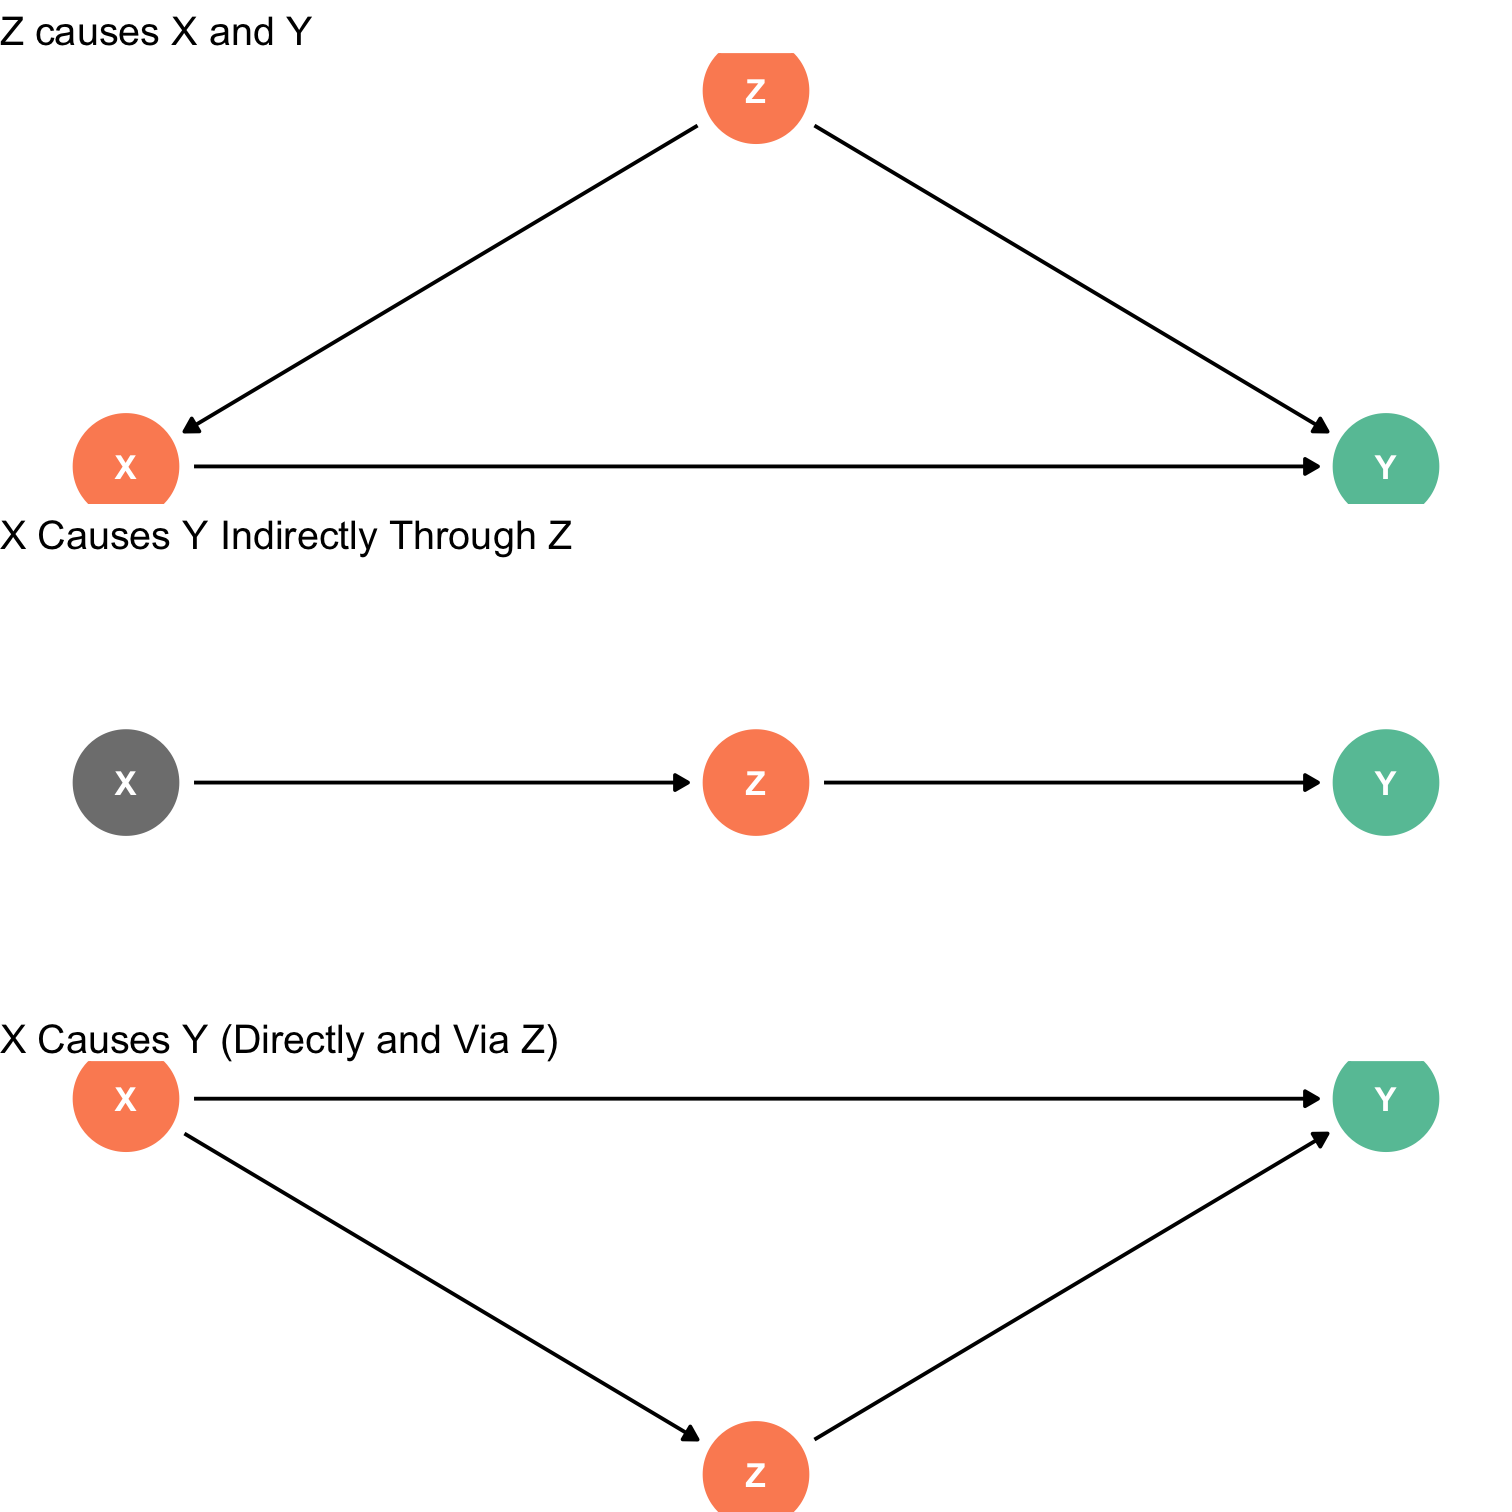 Z causes X and Y
Z
X Y
X Causes Y Indirectly Through Z
X Z Y
X Causes Y (Directly and Via Z)
X Y
Z